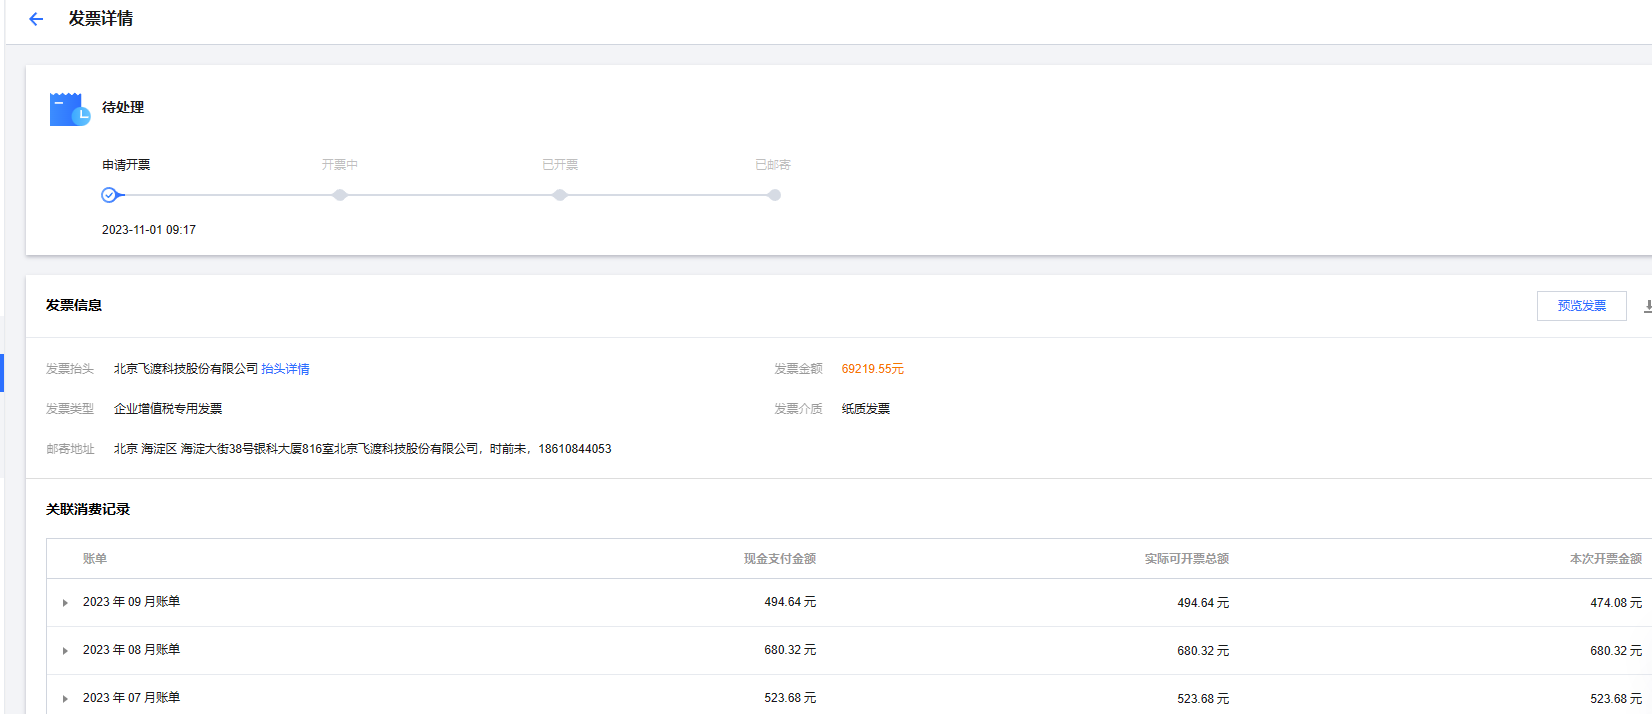 发票详情
待处理
申请开票 开票中 已开票 已邮寄
2023-11-01 09:17
发票信息
预览发票
发票抬头 北京飞渡科技股份有限公司 抬头详情 发票金额 69219.55元
发票类型 企业增值税专用发票 发票介质 纸质发票
邮寄地址 北京 海淀区 海淀大街38号银科大厦816室北京飞渡科技股份有限公司，时前未，18610844053
关联消费记录
账单 现金支付金额 实际可开票总额 本次开票金额
2023 年 09 月账单 494.64 元 494.64 元 474.08 元
2023 年 08 月账单 680.32 元 680.32 元 680.32 元
2023 年 07 月账单 523.68 元 523.68 元 523.68 元